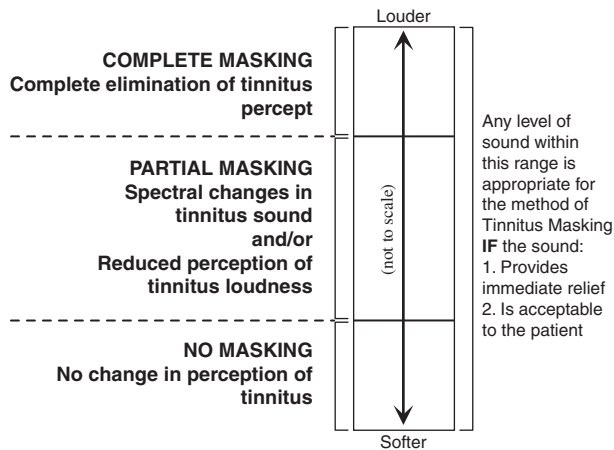 Louder
COMPLETE MASKING
Complete elimination of tinnitus
percept
PARTIAL MASKING
Spectral changes in
tinnitus sound
and/or
Reduced perception of
tinnitus loudness
NO MASKING
No change in perception of
tinnitus
(not to scale)
Softer
Any level of
sound within
this range is
appropriate for
the method of
Tinnitus Masking
IF the sound:
1. Provides
immediate relief
2. Is acceptable
to the patient